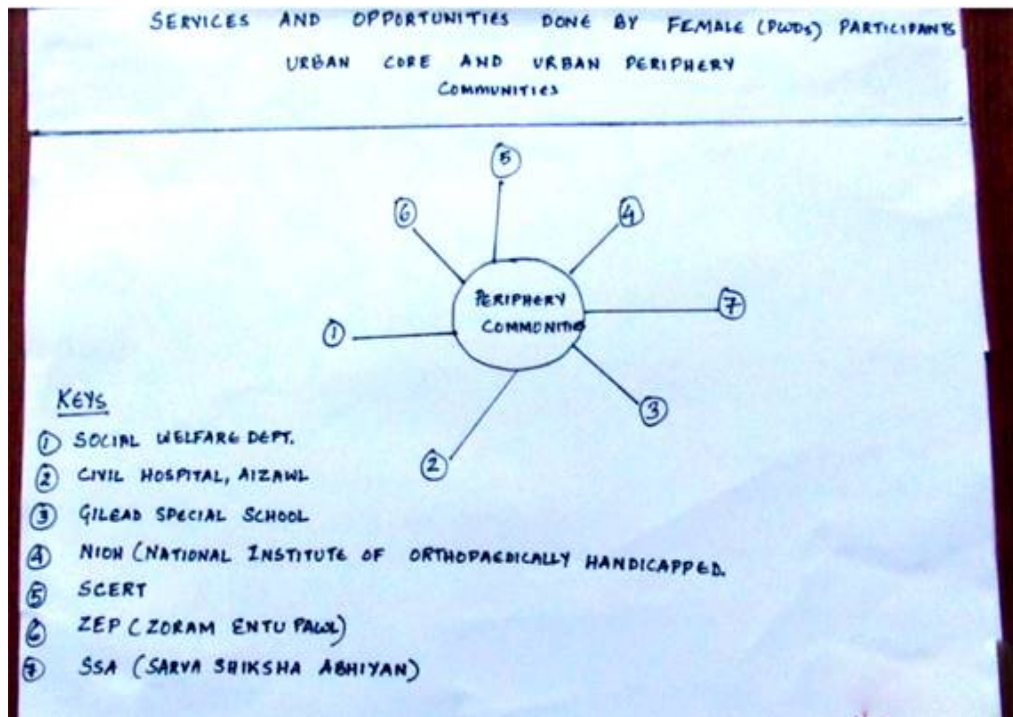 SERVICES AND OPPORTUNITIES DONE BY FEMALE (PWDs) PARTICIPANTS
URBAN CORE AND URBAN PERIPHERY
COMMUNITIES
5
6
4
PERIPHERY
COMMUNITIES
7
1
3
2
KEYS
1 SOCIAL WELFARE DEPT.
2 CIVIL HOSPITAL, AIZAWL
3 GILEAD SPECIAL SCHOOL
4 NIOH (NATIONAL INSTITUTE OF ORTHOPAEDICALLY HANDICAPPED.
5 SCERT
6 ZEP (ZORAM ENTU PAWL)
7 SSA (SARVA SHIKSHA ABHIYAN)